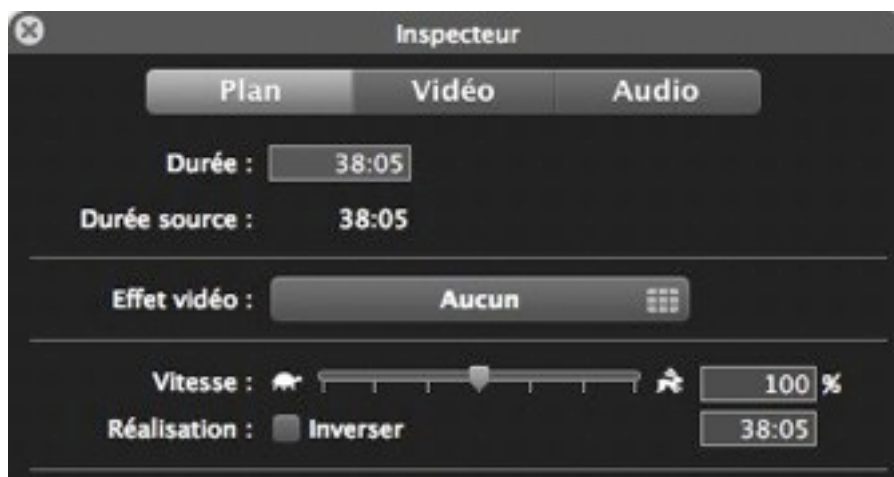 Inspecteur
Plan Vidéo Audio
Durée : 38:05
Durée source : 38:05
Effet vidéo : Aucun
Vitesse : 100 %
Réalisation : Inverser 38:05